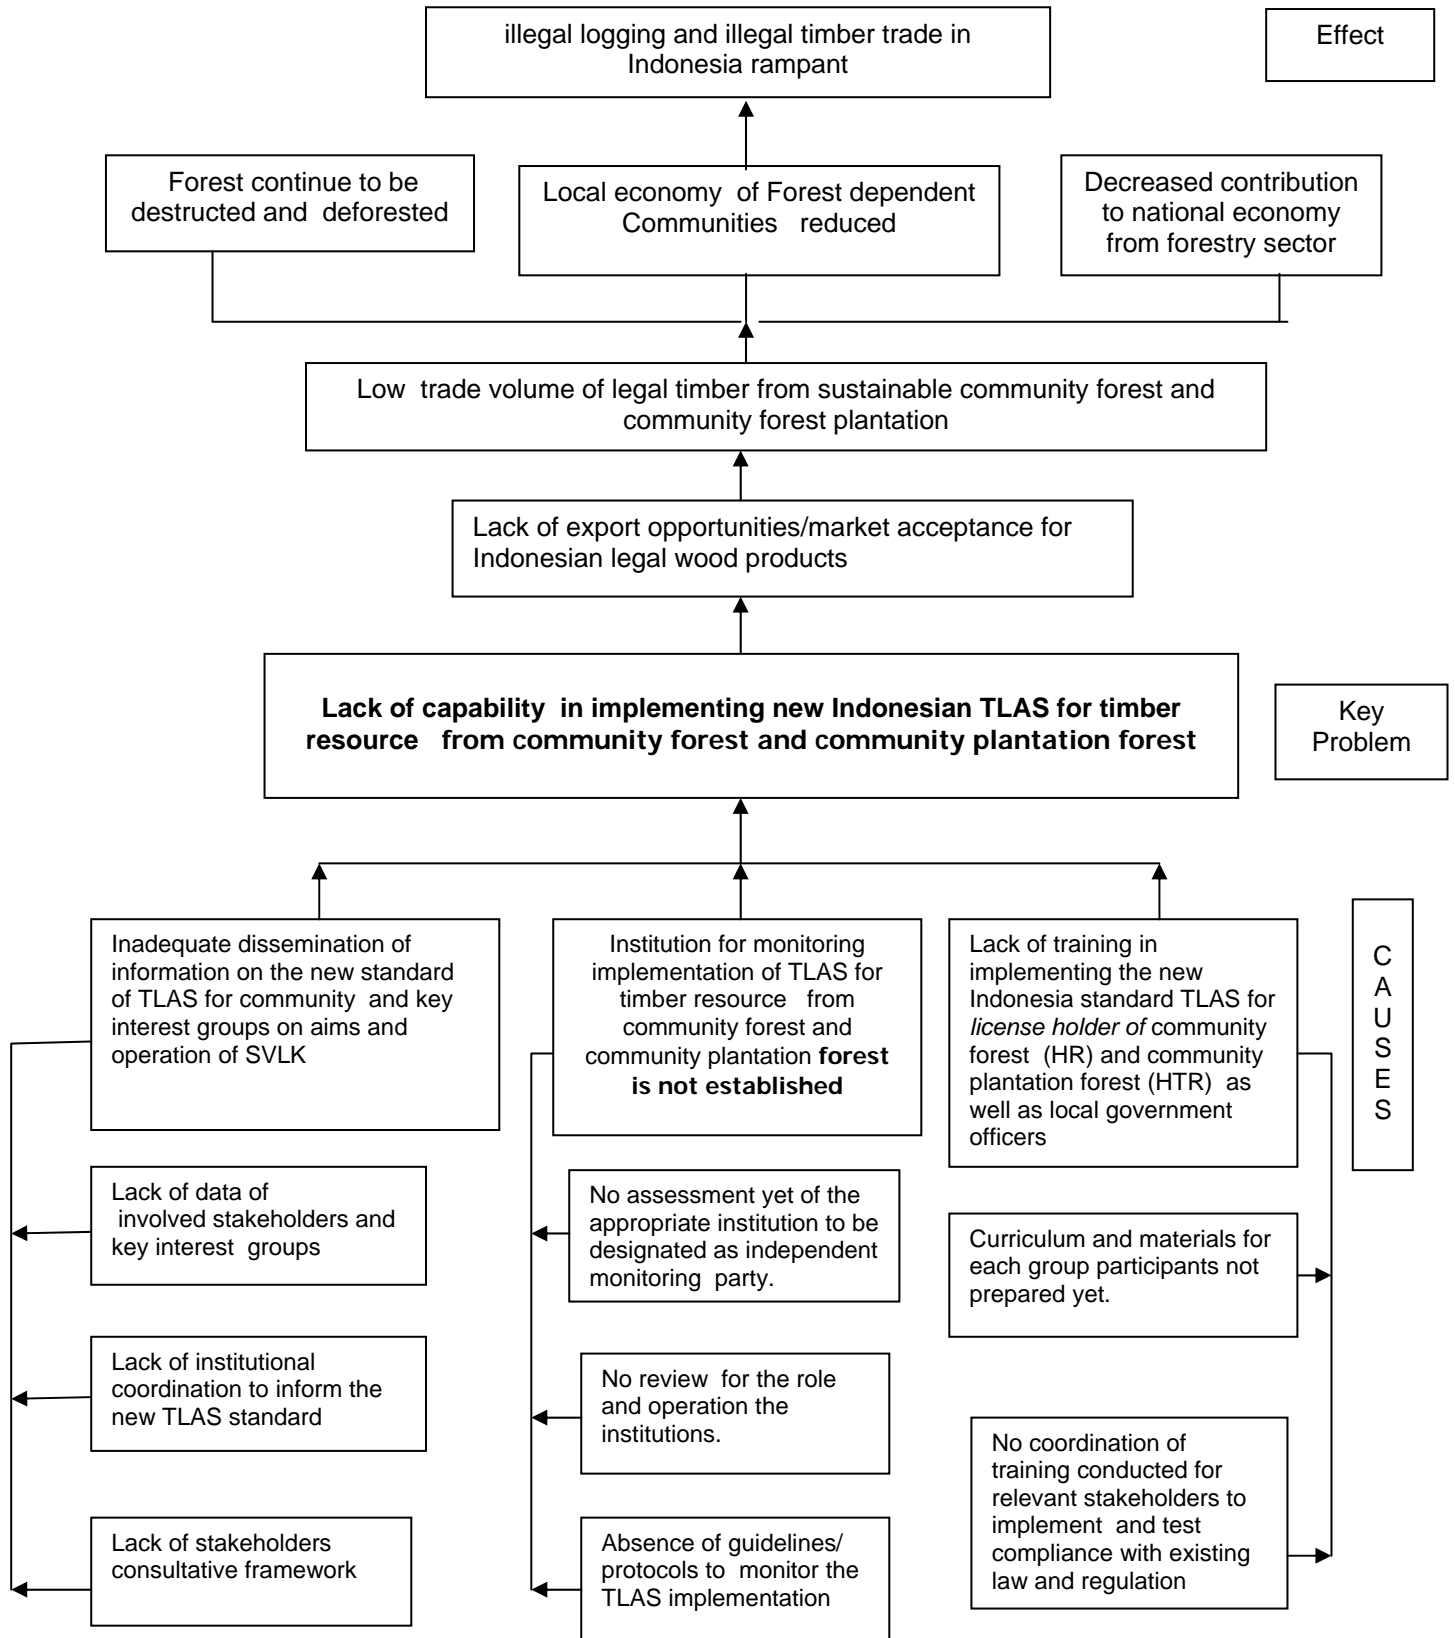 illegal logging and illegal timber trade in
Indonesia rampant
Effect
Forest continue to be
destructed and deforested
Local economy of Forest dependent
Communities reduced
Decreased contribution
to national economy
from forestry sector
Low trade volume of legal timber from sustainable community forest and
community forest plantation
Lack of export opportunities/market acceptance for
Indonesian legal wood products
Lack of capability in implementing new Indonesian TLAS for timber
resource from community forest and community plantation forest
Key
Problem
Inadequate dissemination of
information on the new standard
of TLAS for community and key
interest groups on aims and
operation of SVLK
Institution for monitoring
implementation of TLAS for
timber resource from
community forest and
community plantation forest
is not established
Lack of training in
implementing the new
Indonesia standard TLAS for
license holder of community
forest (HR) and community
plantation forest (HTR) as
well as local government
officers
C
A
U
S
E
S
Lack of data of
involved stakeholders and
key interest groups
No assessment yet of the
appropriate institution to be
designated as independent
monitoring party.
Curriculum and materials for
each group participants not
prepared yet.
Lack of institutional
coordination to inform the
new TLAS standard
No review for the role
and operation the
institutions.
No coordination of
training conducted for
relevant stakeholders to
implement and test
compliance with existing
law and regulation
Lack of stakeholders
consultative framework
Absence of guidelines/
protocols to monitor the
TLAS implementation